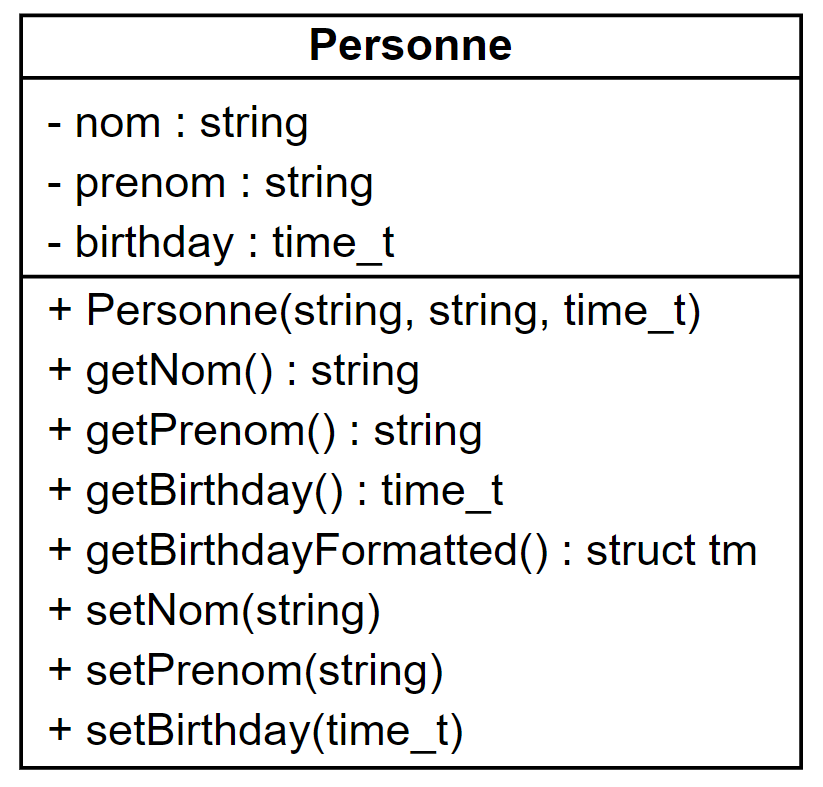 Personne
- nom : string
- prenom : string
- birthday : time_t
+ Personne(string, string, time_t)
+ getNom() : string
+ getPrenom() : string
+ getBirthday() : time_t
+ getBirthdayFormatted() : struct tm
+ setNom(string)
+ setPrenom(string)
+ setBirthday(time_t)